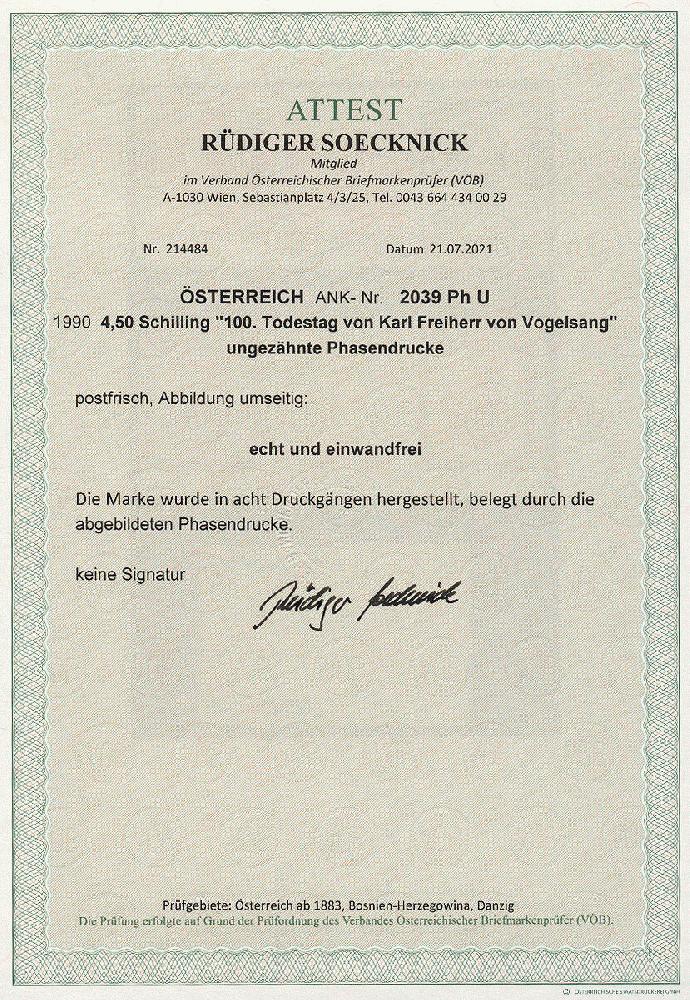 ATTEST
RÜDIGER SOECKNICK
Mitglied
im Verband Österreichischer Briefmarkenprüfer (VÖB)
A-1030 Wien, Sebastianplatz 4/3/25, Tel. 0043 664 434 00 29
Nr. 214484 Datum 21.07.2021
ÖSTERREICH ANK- Nr. 2039 Ph U
1990 4,50 Schilling "100. Todestag von Karl Freiherr von Vogelsang"
ungezähnte Phasendrucke
postfrisch, Abbildung umseitig:
echt und einwandfrei
Die Marke wurde in acht Druckgängen hergestellt, belegt durch die
abgebildeten Phasendrucke.
keine Signatur
Rüdiger Soecknick
Prüfgebiete: Österreich ab 1883, Bosnien-Herzegowina, Danzig
Die Prüfung erfolgte auf Grund der Prüfordnung des Verbandes Österreichischer Briefmarkenprüfer (VÖB).